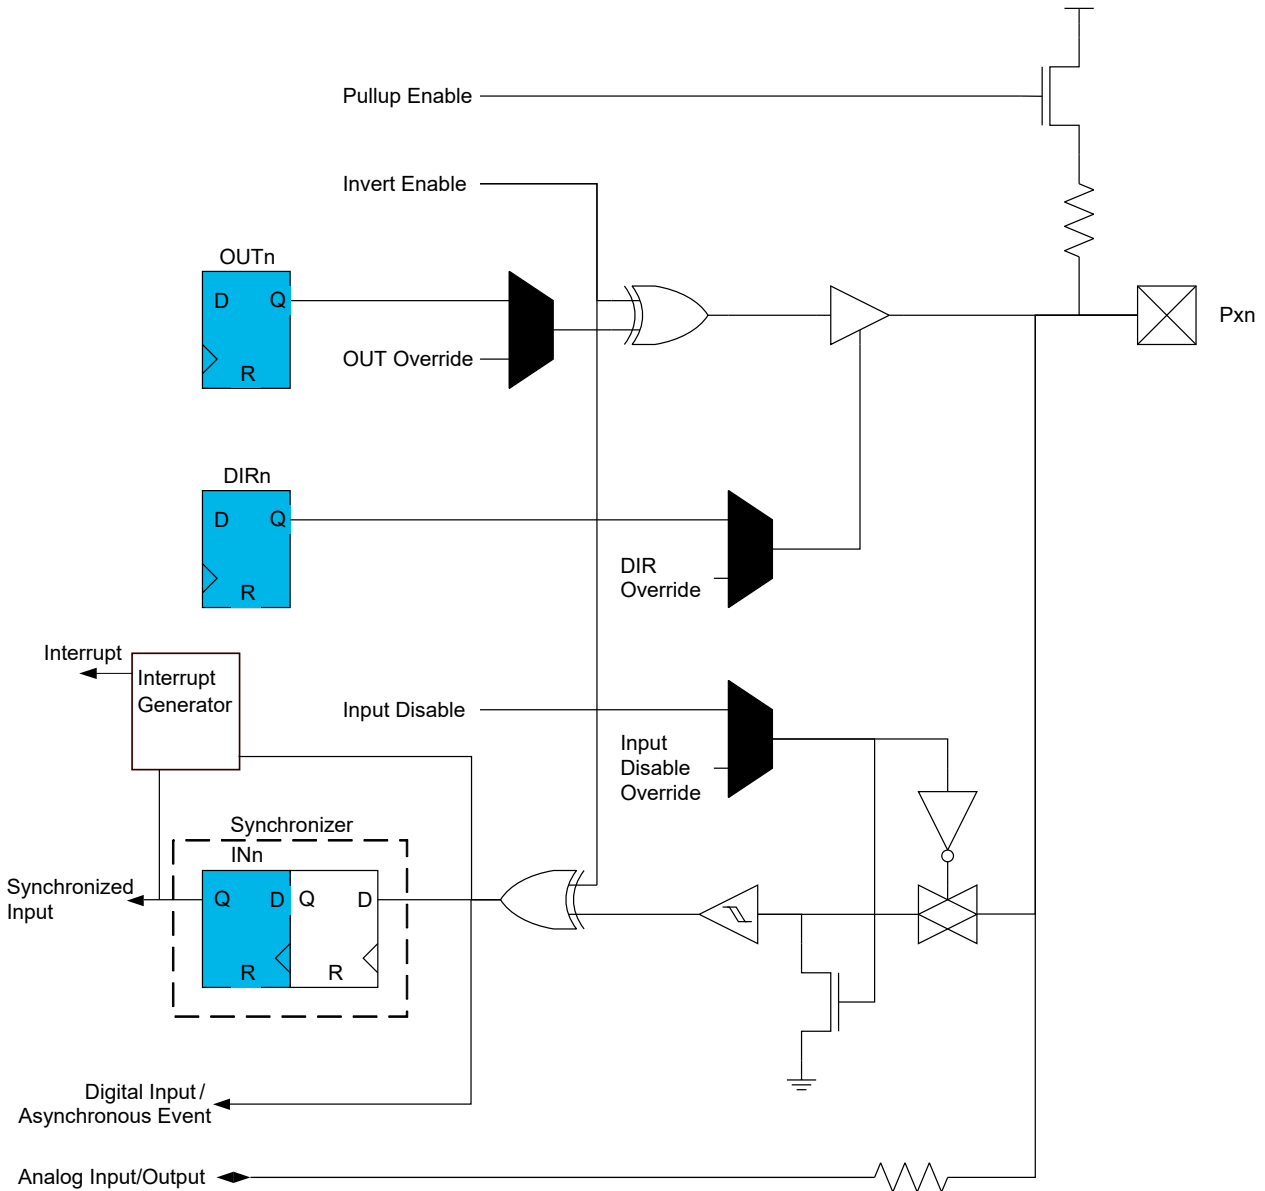 Pullup Enable
Invert Enable
OUTn
D Q
R
OUT Override
Pxn
DIRn
D Q
R
DIR
Override
Interrupt
Interrupt
Generator
Input Disable
Input
Disable
Override
Synchronizer
INn
Q D Q D
R R
Synchronized
Input
Digital Input/
Asynchronous Event
Analog Input/Output